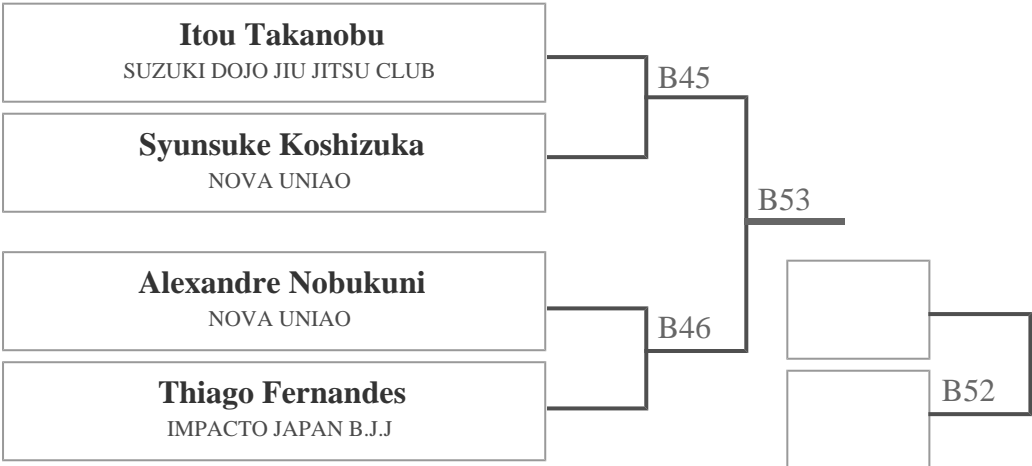 Itou Takanobu
SUZUKI DOJO JIU JITSU CLUB
B45
Syunsuke Koshizuka
NOVA UNIAO
B53
Alexandre Nobukuni
NOVA UNIAO
B46
Thiago Fernandes
IMPACTO JAPAN B.J.J
B52